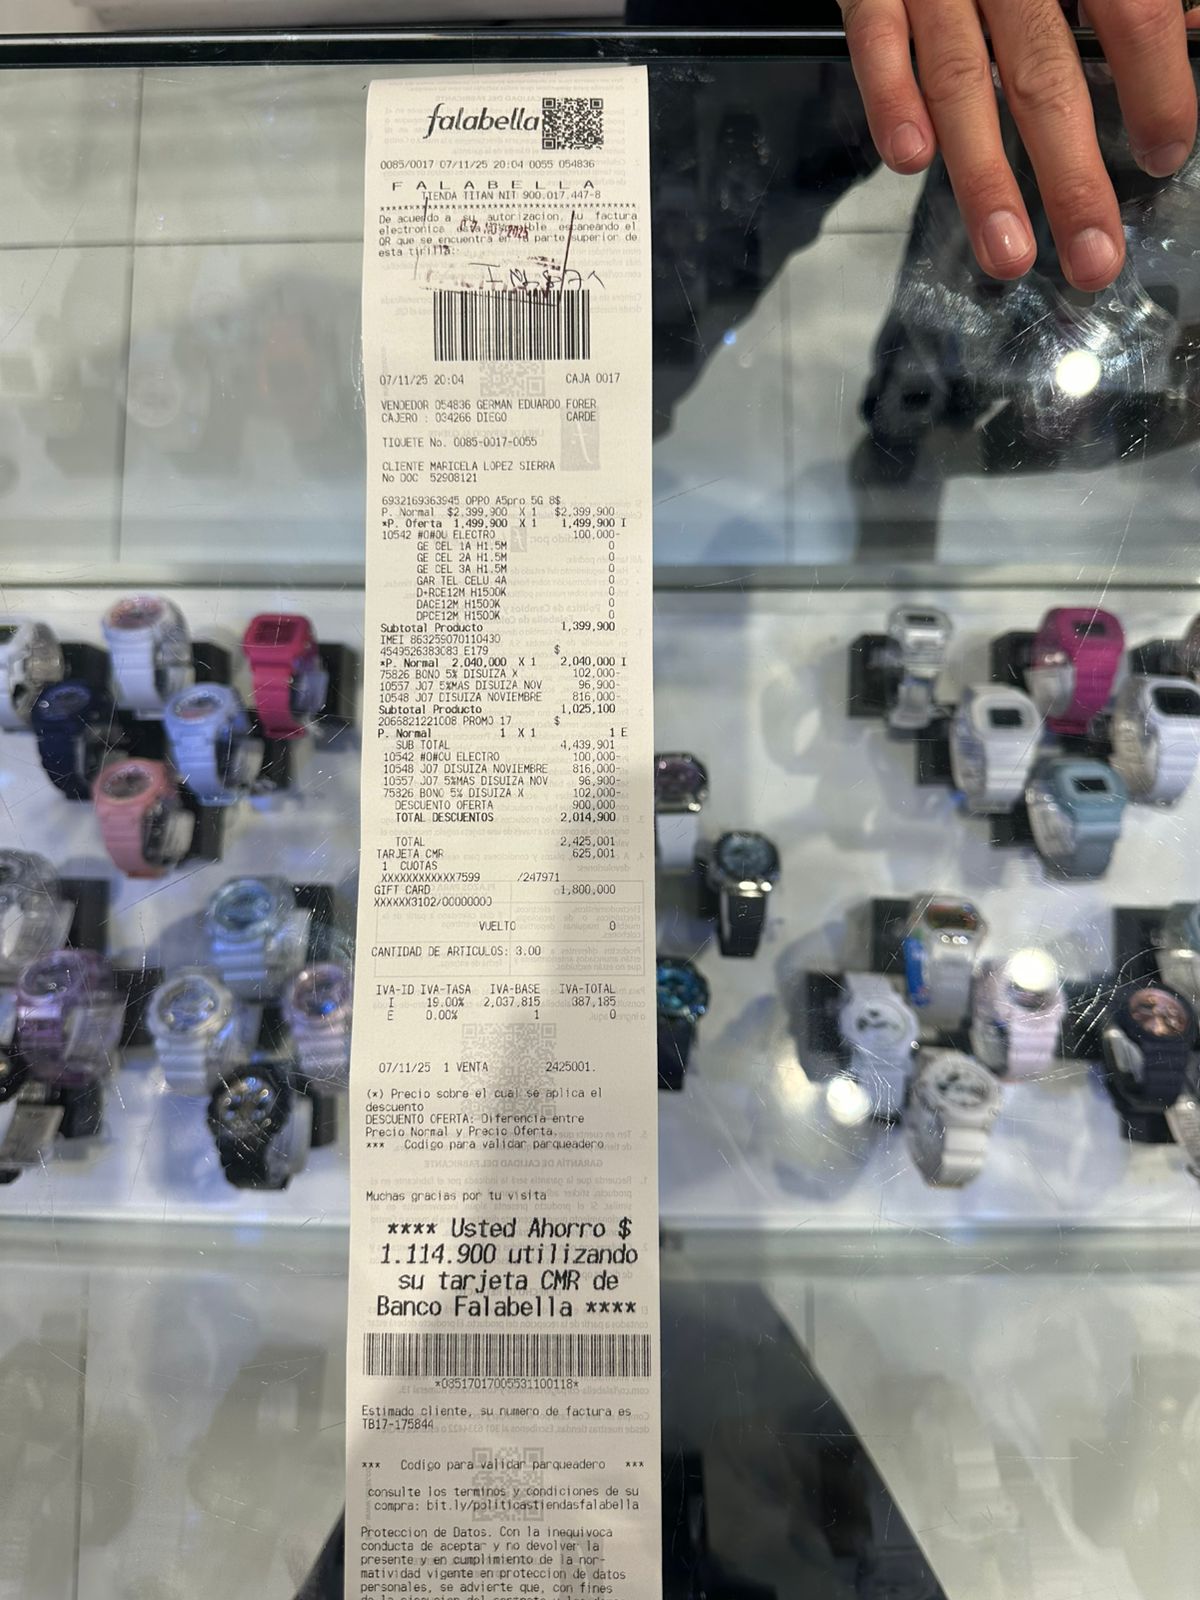 falabella
0085/0017 07/11/25 20:04 0055 054836
F A L A B E L L A
TIENDA TITAN NIT 900.017.447-8
****************************************
De acuerdo a su autorizacion, su factura
electronica escaneando el
QR que se encuentra en la parte superior de
esta tirilla.
07/11/25 20:04 CAJA 0017
VENDEDOR 054836 GERMAN EDUARDO FORER
CAJERO : 034266 DIEGO CARDE
TIQUETE No. 0085-0017-0055
CLIENTE MARICELA LOPEZ SIERRA
No DOC 52908121
6932169363945 OPPO A5pro 5G 8$
P. Normal $2,399,900 X 1 $2,399,900
*P. Oferta 1,499,900 X 1 1,499,900 I
10542 #O#OU ELECTRO 100,000-
GE CEL 1A H1.5M 0
GE CEL 2A H1.5M 0
GE CEL 3A H1.5M 0
GAR TEL CELU 4A 0
D+RCE12M H1500K 0
DACE12M H1500K 0
DPCE12M H1500K 0
Subtotal Producto 1,399,900
IMEI 863259070110430
4549526383083 E179 $
*P. Normal 2,040,000 X 1 2,040,000 I
75826 BONO 5% DISUIZA X 102,000-
10557 J07 5%MAS DISUIZA NOV 96,900-
10548 J07 DISUIZA NOVIEMBRE 816,000-
Subtotal Producto 1,025,100
2066821221008 PROMO 17 $
P. Normal 1 X 1 1 E
SUB TOTAL 4,439,901
10542 #O#OU ELECTRO 100,000-
10548 J07 DISUIZA NOVIEMBRE 816,000-
10557 J07 5%MAS DISUIZA NOV 96,900-
75826 BONO 5% DISUIZA X 102,000-
DESCUENTO OFERTA 900,000-
TOTAL DESCUENTOS 2,014,900
TOTAL 2,425,001
TARJETA CMR 625,001
1 CUOTAS
XXXXXXXXXXXX7599 /247971
GIFT CARD 1,800,000
XXXXXX3102/00000000
VUELTO 0
CANTIDAD DE ARTICULOS: 3.00
IVA-ID IVA-TASA IVA-BASE IVA-TOTAL
I 19.00% 2,037,815 387,185
E 0.00% 1 0
07/11/25 1 VENTA 2425001.
(*) Precio sobre el cual se aplica el
descuento
DESCUENTO OFERTA: Diferencia entre
Precio Normal y Precio Oferta.
*** Codigo para validar parqueadero
Muchas gracias por tu visita
**** Usted Ahorro $
1.114.900 utilizando
su tarjeta CMR de
Banco Falabella ****
*08517017005531100118*
Estimado cliente, su numero de factura es
TB17-175844
*** Codigo para validar parqueadero ***
consulte los terminos y condiciones de su
compra: bit.ly/politicastiendasfalabella
Proteccion de Datos. Con la inequivoca
conducta de aceptar y no devolver la
presente y en cumplimiento de la nor-
matividad vigente en proteccion de datos
personales, se advierte que, con fines